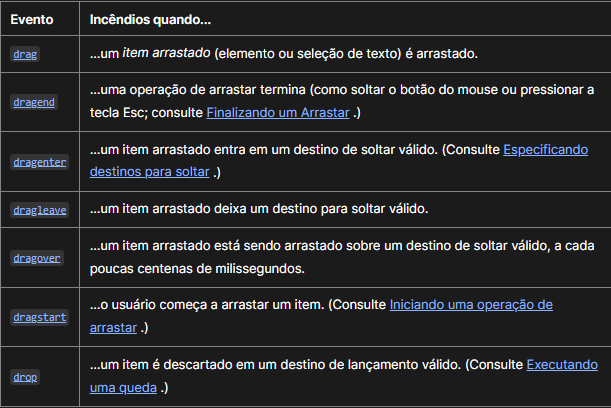 Evento Incêndios quando...
drag ...um item arrastado (elemento ou seleção de texto) é arrastado.
dragend ...uma operação de arrastar termina (como soltar o botão do mouse ou pressionar a
tecla Esc; consulte Finalizando um Arrastar .)
dragenter ...um item arrastado entra em um destino de soltar válido. (Consulte Especificando
destinos para soltar .)
dragleave ...um item arrastado deixa um destino para soltar válido.
dragover ...um item arrastado está sendo arrastado sobre um destino de soltar válido, a cada
poucas centenas de milissegundos.
dragstart ...o usuário começa a arrastar um item. (Consulte Iniciando uma operação de
arrastar .)
drop ...um item é descartado em um destino de lançamento válido. (Consulte Executando
uma queda .)